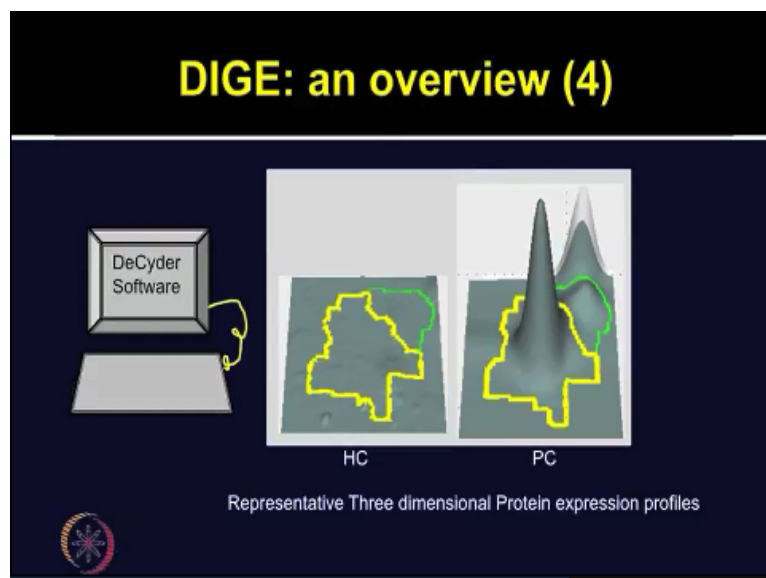 DIGE: an overview (4)
DeCyder
Software
HC
PC
Representative Three dimensional Protein expression profiles